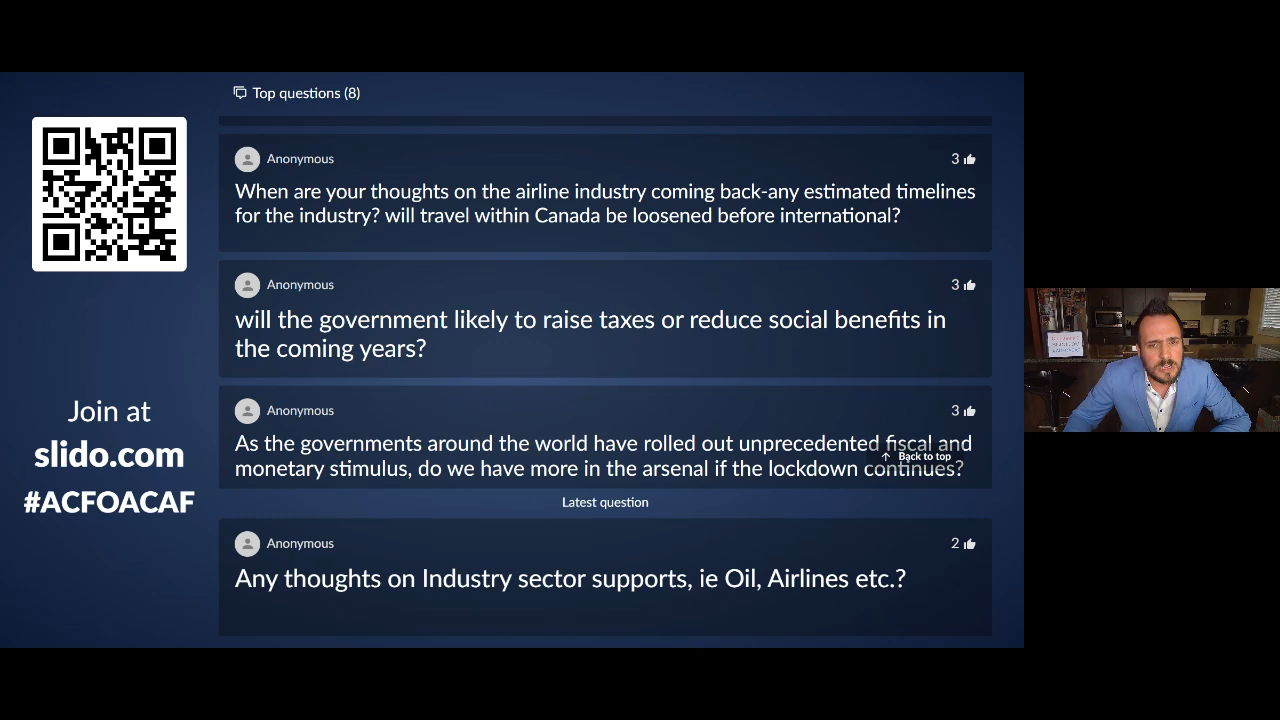 Top questions (8)
Anonymous
3
When are your thoughts on the airline industry coming back-any estimated timelines
for the industry? will travel within Canada be loosened before international?
Anonymous
3
will the government likely to raise taxes or reduce social benefits in
the coming years?
Anonymous
3
As the governments around the world have rolled out unprecedented fiscal and
monetary stimulus, do we have more in the arsenal if the lockdown continues?
Back to top
Latest question
Anonymous
2
Any thoughts on Industry sector supports, ie Oil, Airlines etc.?
Join at
slido.com
#ACFOACAF